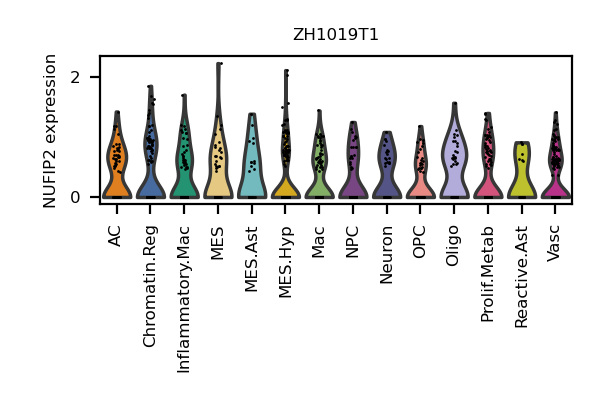 ZH1019T1
NUFIP2 expression
2
0
AC
Chromatin.Reg
Inflammatory.Mac
MES
MES.Ast
MES.Hyp
Mac
NPC
Neuron
OPC
Oligo
Prolif.Metab
Reactive.Ast
Vasc